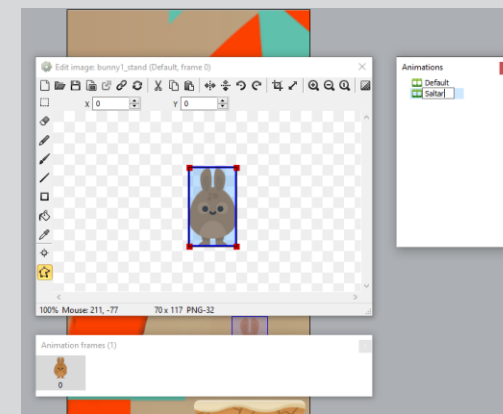 Edit image: bunny1_stand (Default, frame 0)
X 0 Y 0
100% Mouse: 211, -77 70 x 117 PNG-32
Animation frames (1)
0
Animations
Default
Saltar